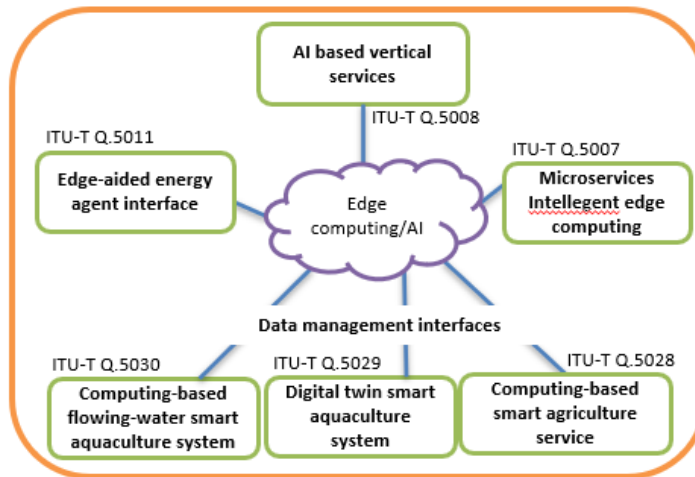 AI based vertical
services
ITU-T Q.5008
ITU-T Q.5011
Edge-aided energy
agent interface
ITU-T Q.5007
Microservices
Intellegent edge
computing
Edge
computing/AI
Data management interfaces
ITU-T Q.5030
Computing-based
flowing-water smart
aquaculture system
ITU-T Q.5029
Digital twin smart
aquaculture
system
ITU-T Q.5028
Computing-based
smart agriculture
service